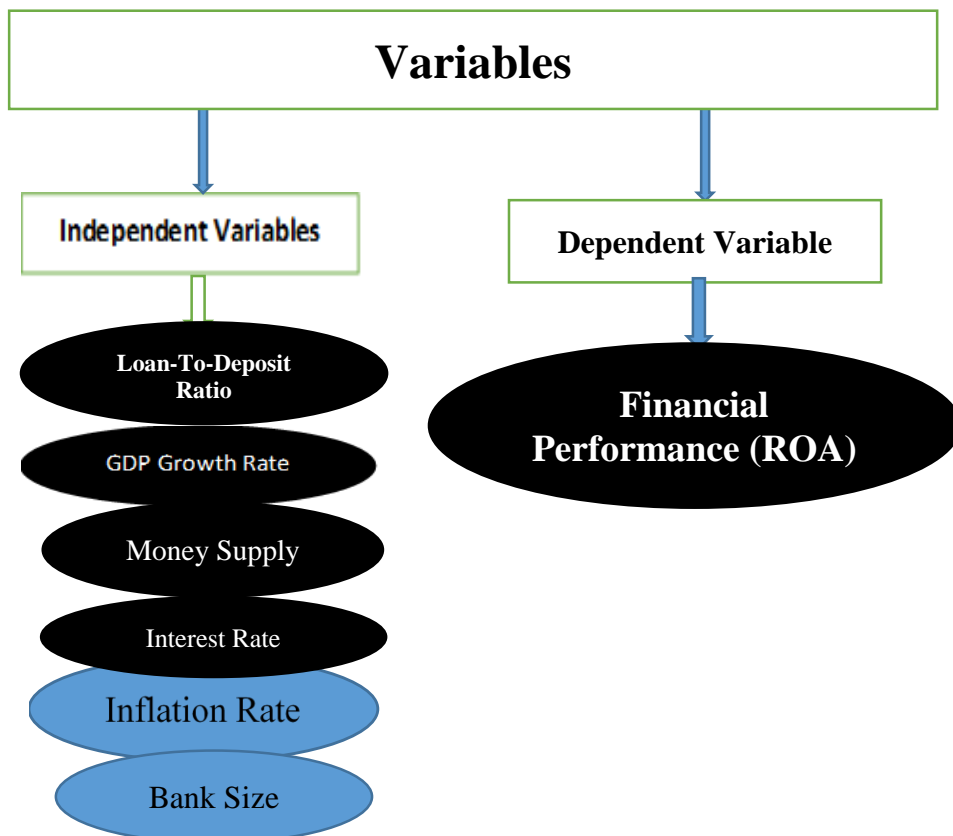 Variables
Independent Variables
Dependent Variable
Loan-To-Deposit
Ratio
GDP Growth Rate
Money Supply
Interest Rate
Inflation Rate
Bank Size
Financial
Performance (ROA)